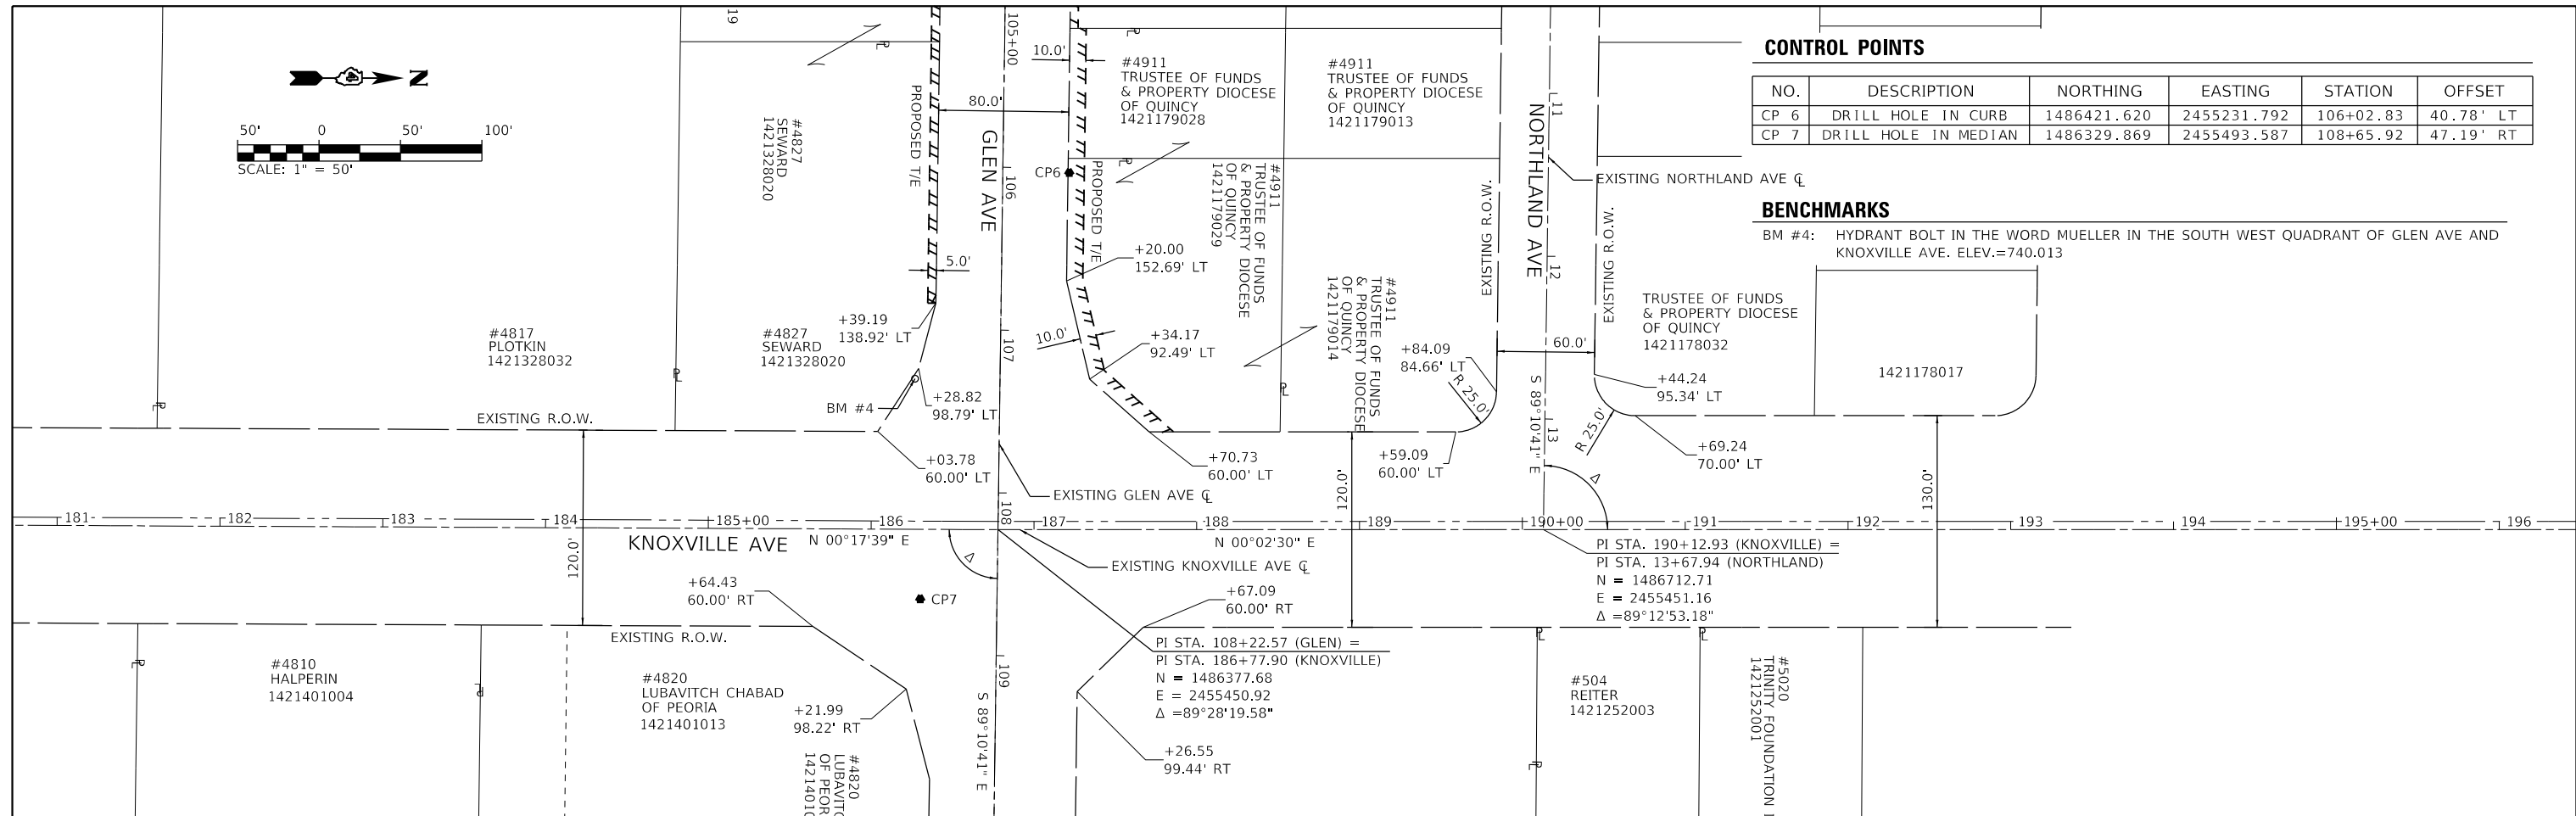 CONTROL POINTS
NO. DESCRIPTION NORTHING EASTING STATION OFFSET
CP 6 DRILL HOLE IN CURB 1486421.620 2455231.792 106+02.83 40.78' LT
CP 7 DRILL HOLE IN MEDIAN 1486329.869 2455493.587 108+65.92 47.19' RT
BENCHMARKS
BM #4: HYDRANT BOLT IN THE WORD MUELLER IN THE SOUTH WEST QUADRANT OF GLEN AVE AND
KNOXVILLE AVE. ELEV.=740.013
N
50' 0 50' 100'
SCALE: 1" = 50'
19
#4827
SEWARD
1421328020
PROPOSED T/E
80.0'
GLEN AVE
105+00
106
107
108
109
10.0'
#4911
TRUSTEE OF FUNDS
& PROPERTY DIOCESE
OF QUINCY
1421179028
#4911
TRUSTEE OF FUNDS
& PROPERTY DIOCESE
OF QUINCY
1421179013
CP6
PROPOSED T/E
#4911
TRUSTEE OF FUNDS
& PROPERTY DIOCESE
OF QUINCY
1421179029
#4911
TRUSTEE OF FUNDS
& PROPERTY DIOCESE
OF QUINCY
1421179014
EXISTING R.O.W.
NORTHLAND AVE
11
12
13
EXISTING NORTHLAND AVE ℄
EXISTING R.O.W.
5.0'
+20.00
152.69' LT
+39.19
138.92' LT
10.0'
+34.17
92.49' LT
+84.09
84.66' LT
R 25.0'
60.0'
TRUSTEE OF FUNDS
& PROPERTY DIOCESE
OF QUINCY
1421178032
1421178017
+44.24
95.34' LT
R 25.0'
+69.24
70.00' LT
S 89°10'41" E
#4817
PLOTKIN
1421328032
#4827
SEWARD
1421328020
BM #4
+28.82
98.79' LT
EXISTING R.O.W.
+03.78
60.00' LT
+70.73
60.00' LT
+59.09
60.00' LT
EXISTING GLEN AVE ℄
120.0'
120.0'
130.0'
Δ
181 182 183 184 185+00 186 187 188 189 190+00 191 192 193 194 195+00 196
KNOXVILLE AVE
N 00°17'39" E
N 00°02'30" E
EXISTING KNOXVILLE AVE ℄
Δ
PI STA. 190+12.93 (KNOXVILLE) =
PI STA. 13+67.94 (NORTHLAND)
N = 1486712.71
E = 2455451.16
Δ =89°12'53.18"
+64.43
60.00' RT
CP7
+67.09
60.00' RT
EXISTING R.O.W.
PI STA. 108+22.57 (GLEN) =
PI STA. 186+77.90 (KNOXVILLE)
N = 1486377.68
E = 2455450.92
Δ =89°28'19.58"
#4810
HALPERIN
1421401004
#4820
LUBAVITCH CHABAD
OF PEORIA
1421401013
+21.99
98.22' RT
S 89°10'41" E
+26.55
99.44' RT
#4820
LUBAVITC
OF PEOR
14214010
#504
REITER
1421252003
#5020
TRINITY FOUNDATION
1421252001